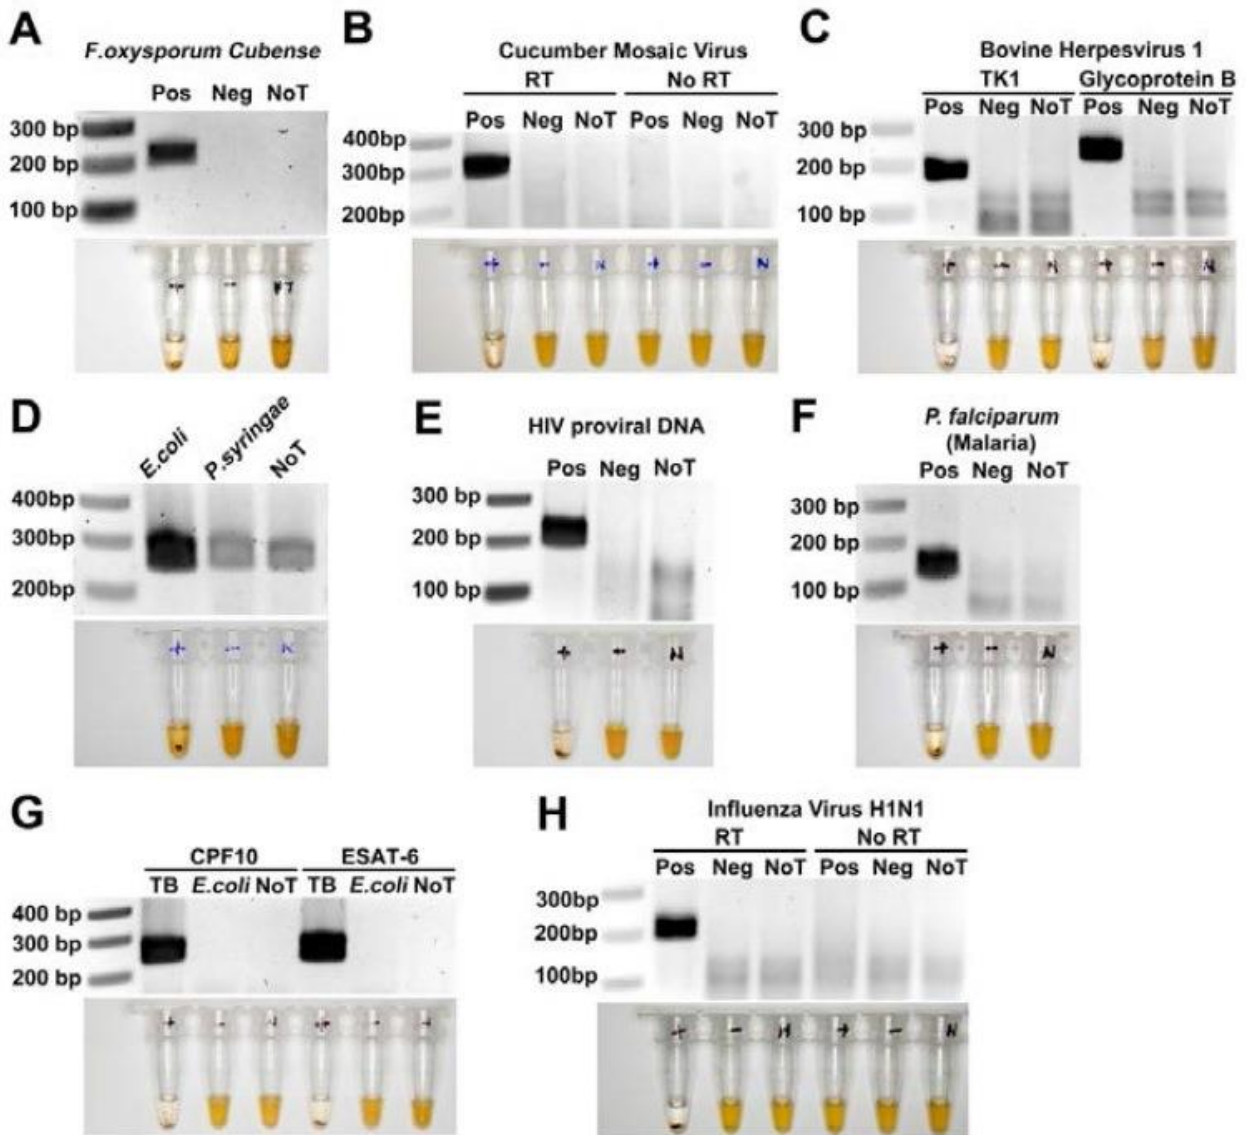 A
F.oxysporum Cubense
Pos Neg NoT
300 bp
200 bp
100 bp
+ - NT
B
Cucumber Mosaic Virus
RT No RT
Pos Neg NoT Pos Neg NoT
400bp
300bp
200bp
+ - N + - N
C
Bovine Herpesvirus 1
TK1 Glycoprotein B
Pos Neg NoT Pos Neg NoT
300 bp
200 bp
100 bp
+ - N + - N
D
E.coli P.syringae NoT
400bp
300bp
200bp
+ - N
E
HIV proviral DNA
Pos Neg NoT
300 bp
200 bp
100 bp
+ - N
F
P. falciparum
(Malaria)
Pos Neg NoT
300 bp
200 bp
100 bp
+ - N
G
CPF10 ESAT-6
TB E.coli NoT TB E.coli NoT
400 bp
300 bp
200 bp
+ - N + -
H
Influenza Virus H1N1
RT No RT
Pos Neg NoT Pos Neg NoT
300bp
200bp
100bp
+ - N + - N